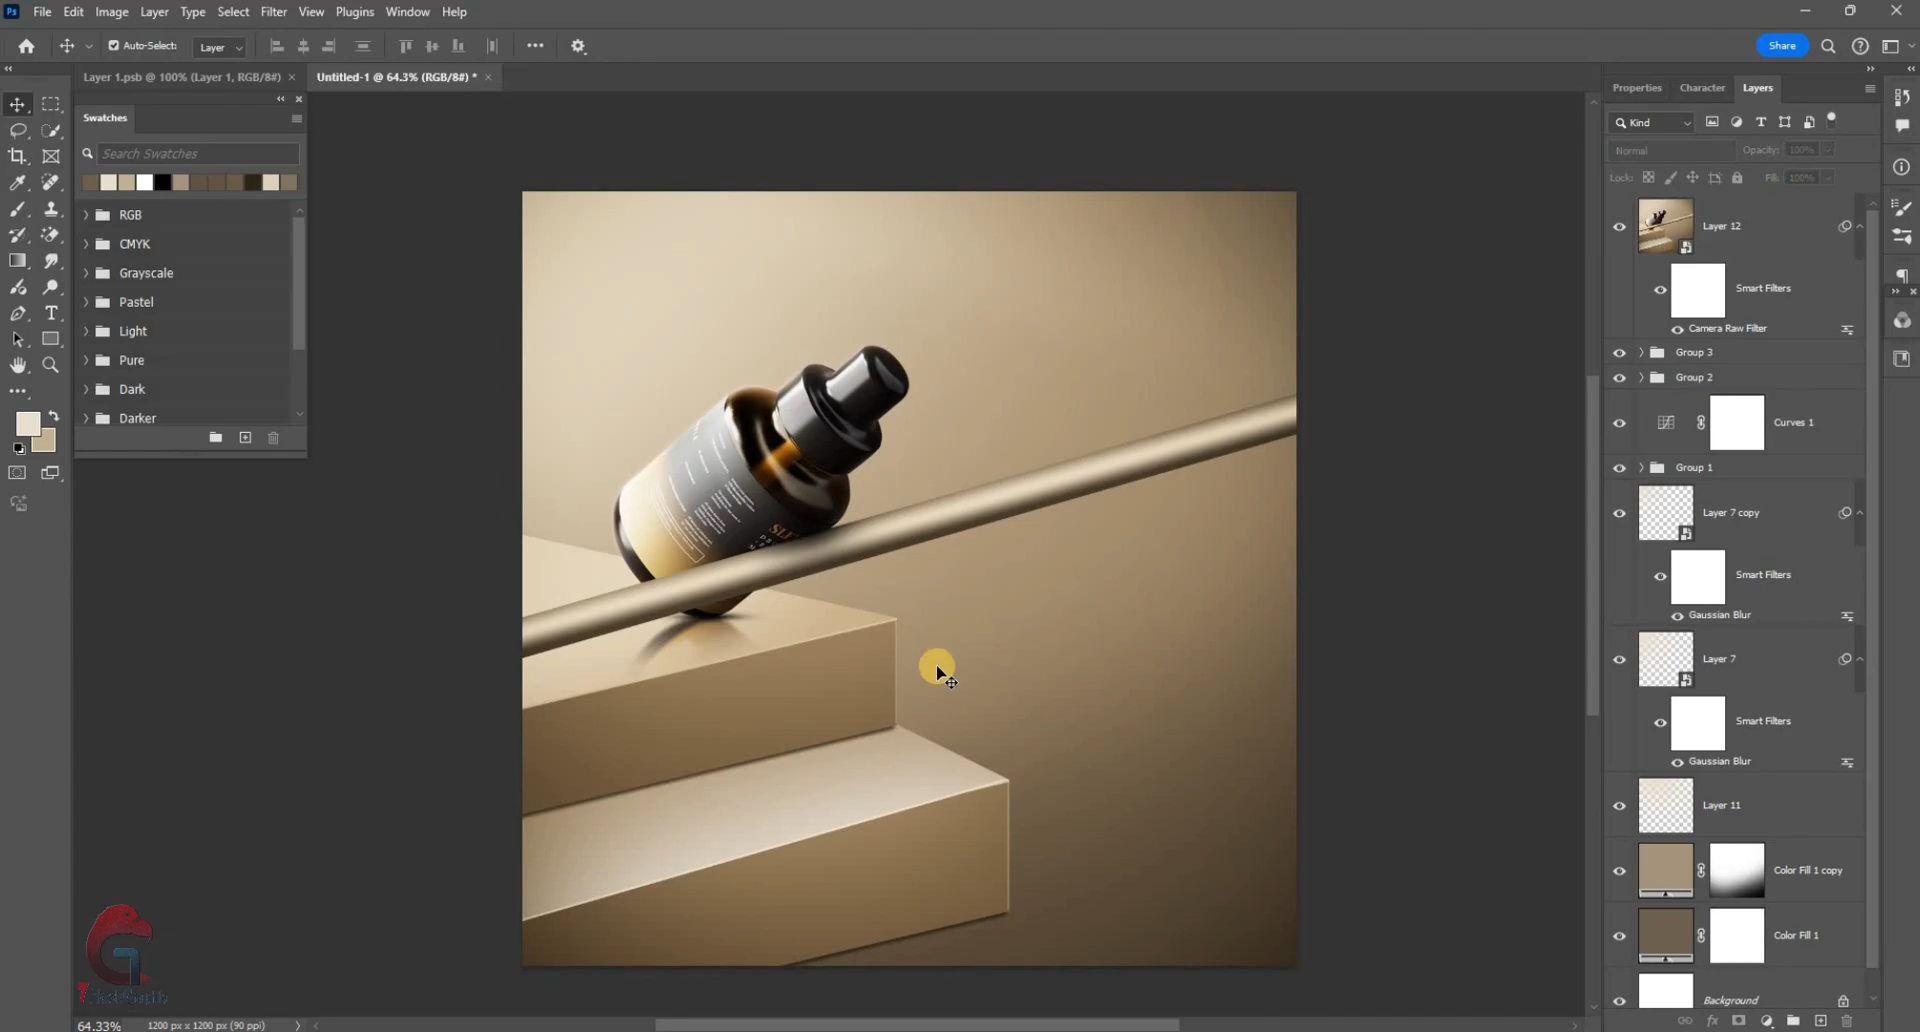 Ps File Edit Image Layer Type Select Filter View Plugins Window Help
Auto-Select: Layer Share
Layer 1.psb @ 100% (Layer 1, RGB/8#) × Untitled-1 @ 64.3% (RGB/8#) * ×
Swatches
Search Swatches
RGB
CMYK
Grayscale
Pastel
Light
Pure
Dark
Darker
Properties Character Layers
Kind
Normal Opacity: 100%
Lock: Fill: 100%
Layer 12
Smart Filters
Camera Raw Filter
Group 3
Group 2
Curves 1
Group 1
Layer 7 copy
Smart Filters
Gaussian Blur
Layer 7
Smart Filters
Gaussian Blur
Layer 11
Color Fill 1 copy
Color Fill 1
Background
fx
64.33% 1200 px x 1200 px (90 ppi)